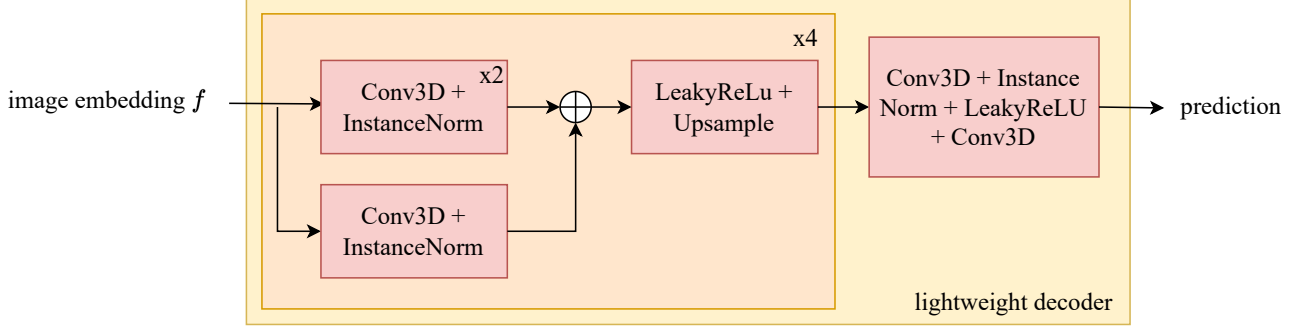 image embedding f
x4
x2
Conv3D +
InstanceNorm
Conv3D +
InstanceNorm
LeakyReLu +
Upsample
Conv3D + Instance
Norm + LeakyReLU
+ Conv3D
prediction
lightweight decoder